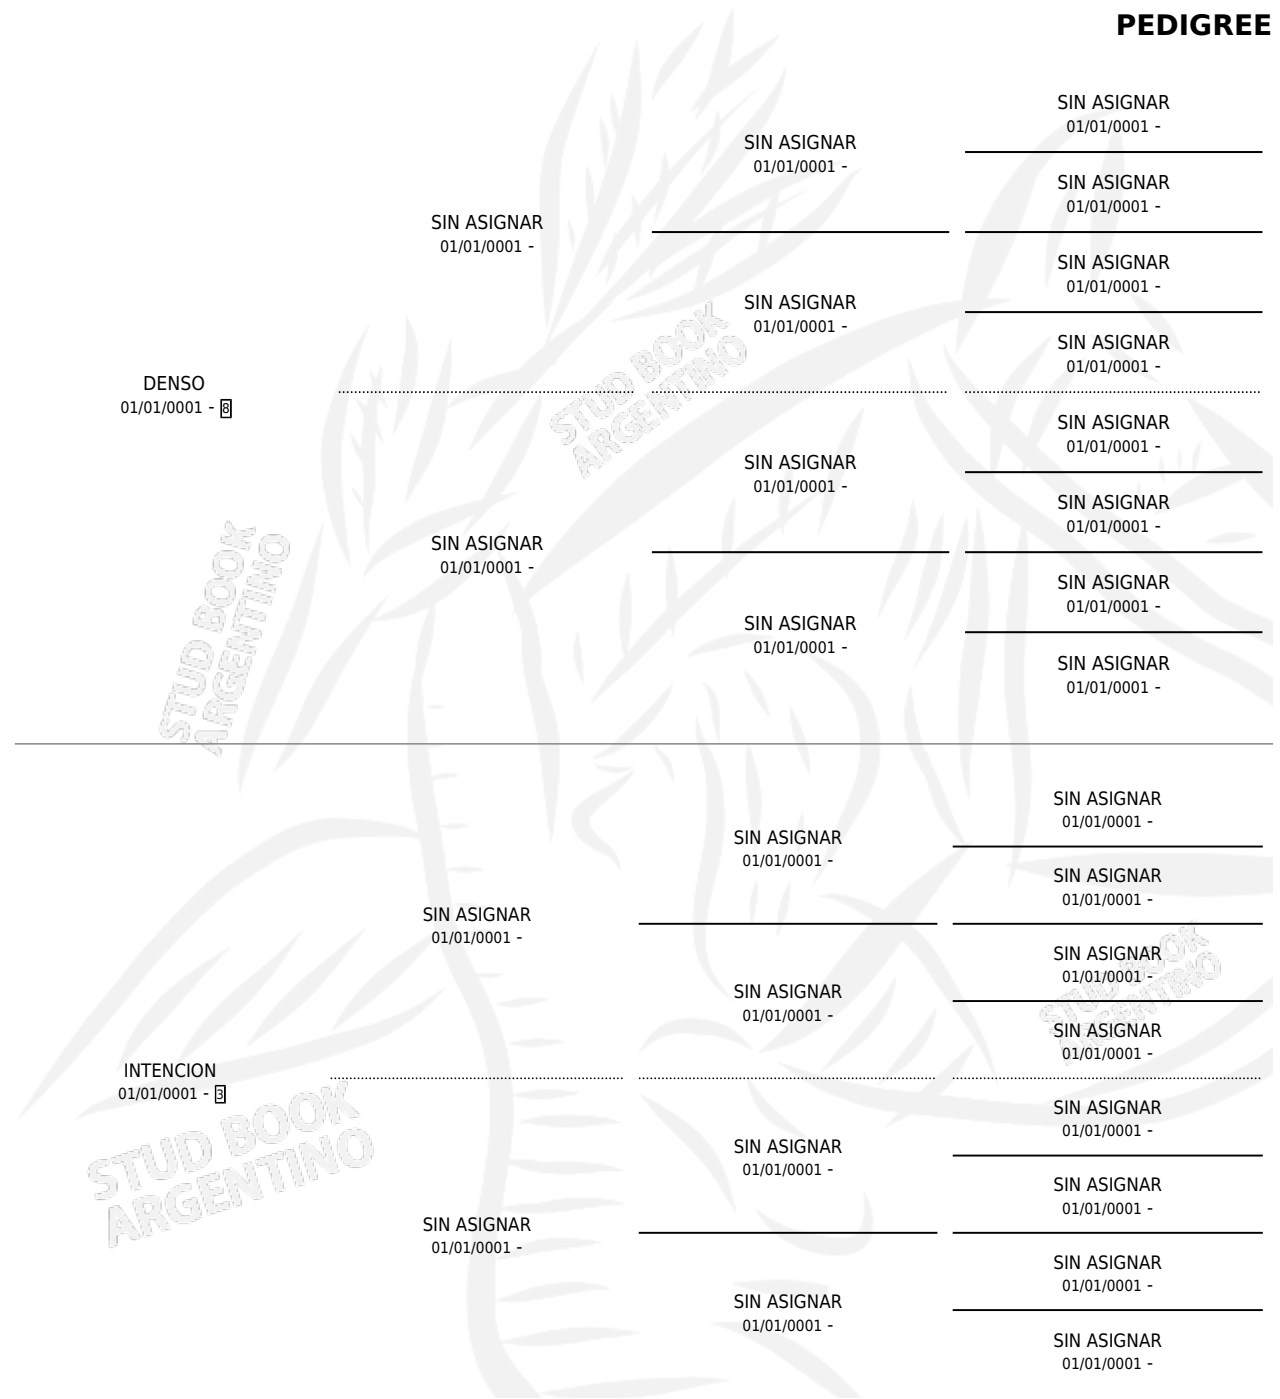 PEDIGREE
SIN ASIGNAR
01/01/0001 -
SIN ASIGNAR
01/01/0001 -
SIN ASIGNAR
01/01/0001 -
SIN ASIGNAR
01/01/0001 -
SIN ASIGNAR
01/01/0001 -
SIN ASIGNAR
01/01/0001 -
SIN ASIGNAR
01/01/0001 -
STUD BOOK
ARGENTINO
DENSO
01/01/0001 - 8
SIN ASIGNAR
01/01/0001 -
SIN ASIGNAR
01/01/0001 -
SIN ASIGNAR
01/01/0001 -
SIN ASIGNAR
01/01/0001 -
SIN ASIGNAR
01/01/0001 -
SIN ASIGNAR
01/01/0001 -
SIN ASIGNAR
01/01/0001 -
STUD BOOK
ARGENTINO
SIN ASIGNAR
01/01/0001 -
SIN ASIGNAR
01/01/0001 -
SIN ASIGNAR
01/01/0001 -
SIN ASIGNAR
01/01/0001 -
SIN ASIGNAR
01/01/0001 -
SIN ASIGNAR
01/01/0001 -
SIN ASIGNAR
01/01/0001 -
STUD BOOK
ARGENTINO
INTENCION
01/01/0001 - 3
STUD BOOK
ARGENTINO
SIN ASIGNAR
01/01/0001 -
SIN ASIGNAR
01/01/0001 -
SIN ASIGNAR
01/01/0001 -
SIN ASIGNAR
01/01/0001 -
SIN ASIGNAR
01/01/0001 -
SIN ASIGNAR
01/01/0001 -
SIN ASIGNAR
01/01/0001 -